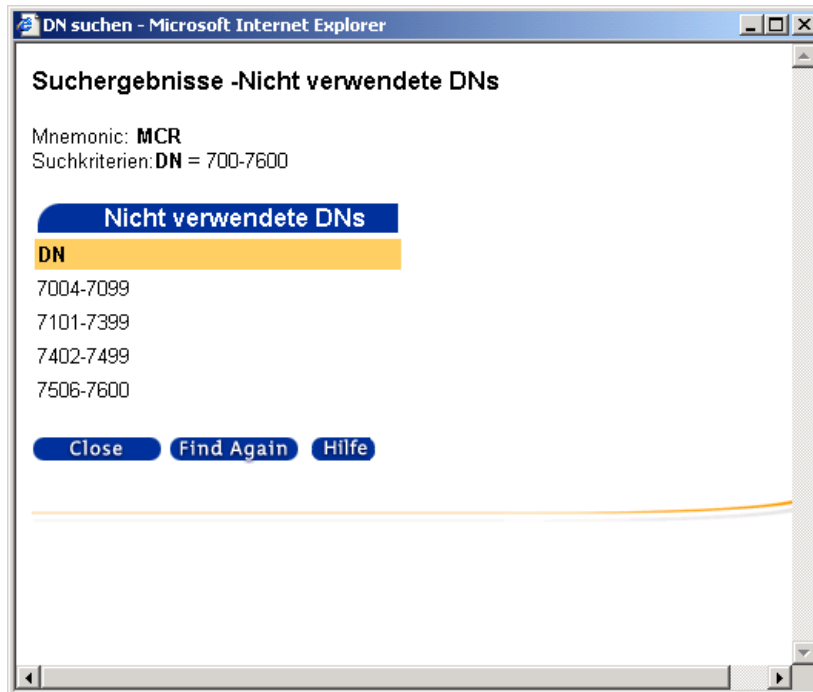 DN suchen - Microsoft Internet Explorer
Suchergebnisse -Nicht verwendete DNs
Mnemonic: MCR
Suchkriterien:DN = 700-7600
Nicht verwendete DNs
DN
7004-7099
7101-7399
7402-7499
7506-7600
Close Find Again Hilfe